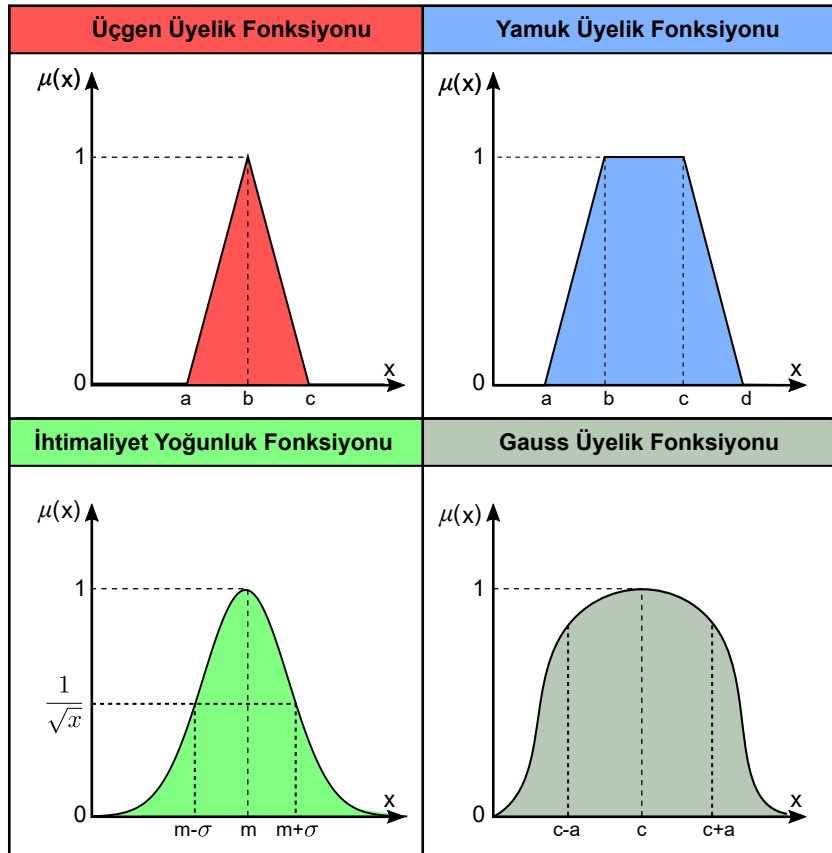 Üçgen Üyelik Fonksiyonu
μ(x)
1
0
a b c
x
Yamuk Üyelik Fonksiyonu
μ(x)
1
0
a b c d
x
İhtimaliyet Yoğunluk Fonksiyonu
μ(x)
1
1/√x
0
m-σ m m+σ
x
Gauss Üyelik Fonksiyonu
μ(x)
1
0
c-a c c+a
x